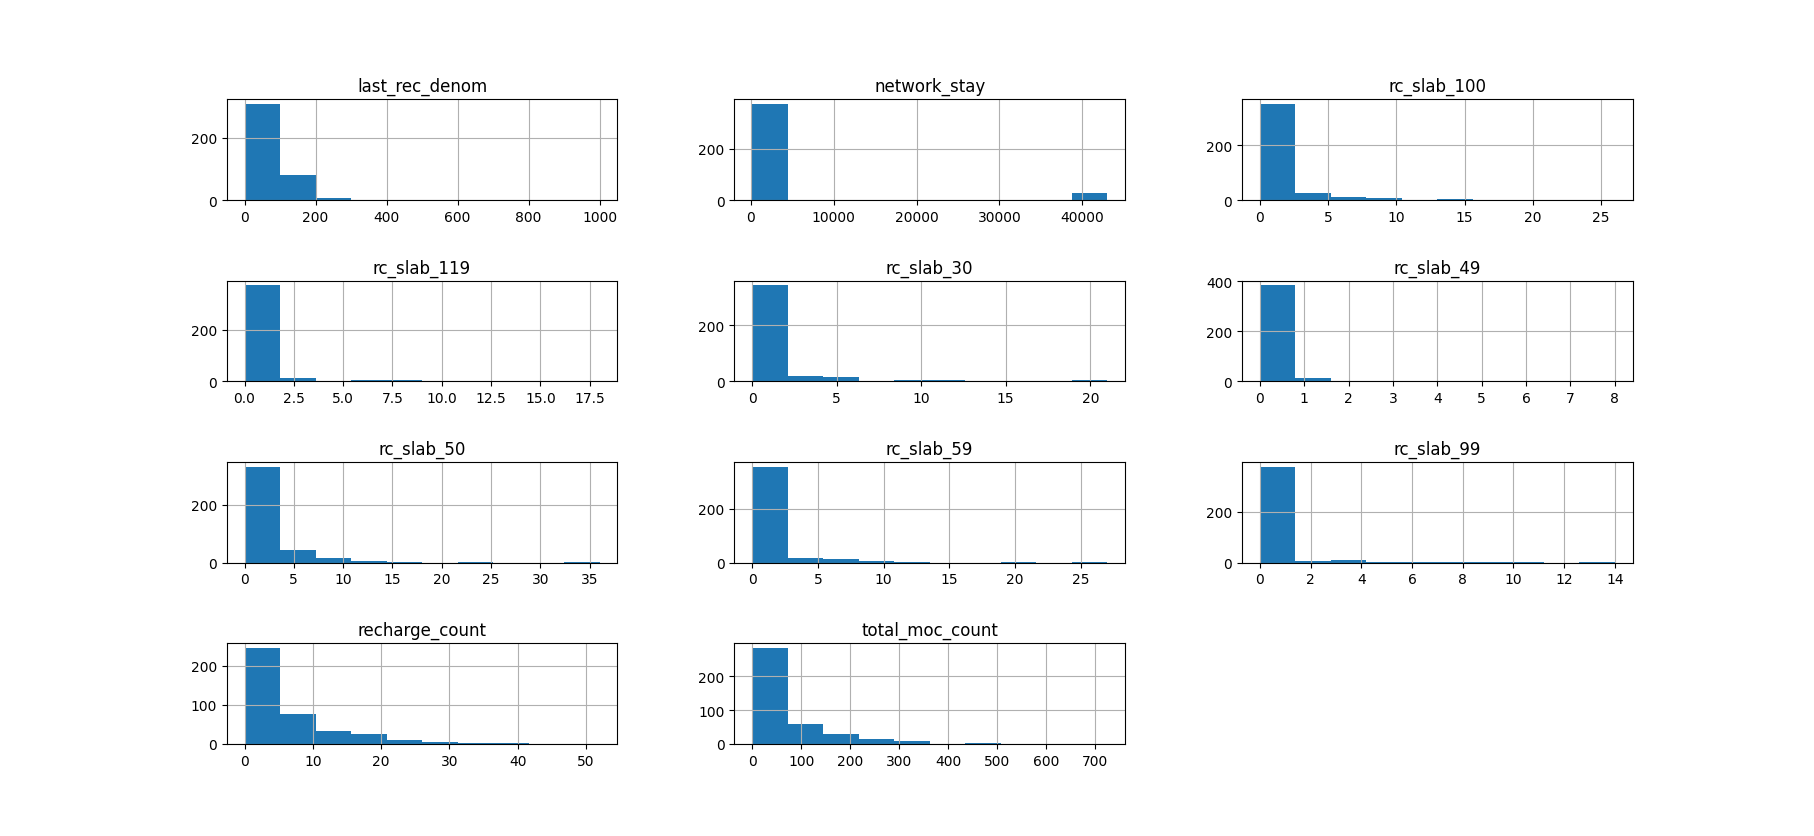 last_rec_denom
network_stay
rc_slab_100
200
0
0 200 400 600 800 1000
200
0
0 10000 20000 30000 40000
200
0
0 5 10 15 20 25
rc_slab_119
rc_slab_30
rc_slab_49
200
0
0.0 2.5 5.0 7.5 10.0 12.5 15.0 17.5
200
0
0 5 10 15 20
400
200
0
0 1 2 3 4 5 6 7 8
rc_slab_50
rc_slab_59
rc_slab_99
200
0
0 5 10 15 20 25 30 35
200
0
0 5 10 15 20 25
200
0
0 2 4 6 8 10 12 14
recharge_count
total_moc_count
200
100
0
0 10 20 30 40 50
200
100
0
0 100 200 300 400 500 600 700